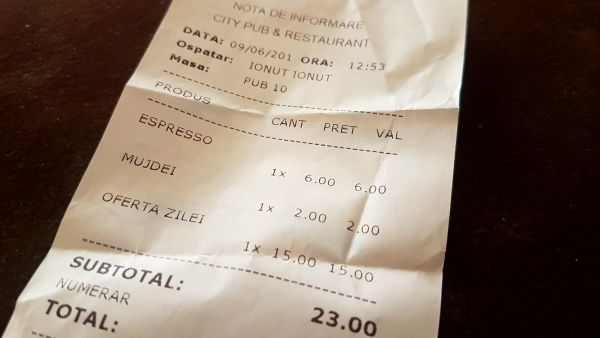 NOTA DE INFORMARE
CITY PUB & RESTAURANT
DATA: 09/06/201 ORA: 12:53
Ospatar: IONUT IONUT
Masa: PUB 10
PRODUS CANT PRET VAL
ESPRESSO
1x 6.00 6.00
MUJDEI
1x 2.00 2.00
OFERTA ZILEI
1x 15.00 15.00
SUBTOTAL: 23.00
NUMERAR
TOTAL: